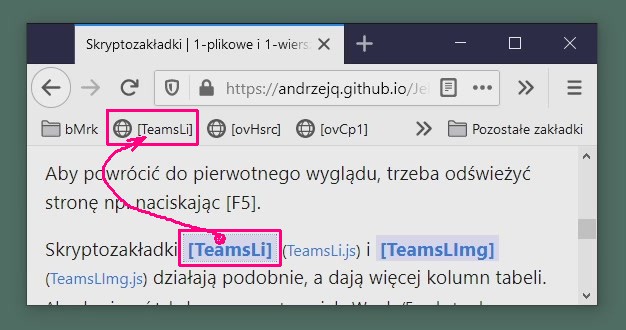 Skryptozakładki | 1-plikowe i 1-wiers
https://andrzejq.github.io/Je
bMrk [TeamsLi] [ovHsrc] [ovCp1] Pozostałe zakładki
Aby powrócić do pierwotnego wyglądu, trzeba odświeżyć
stronę np. naciskając [F5].
Skryptozakładki [TeamsLi] (TeamsLi.js) i [TeamsLImg]
(TeamsLImg.js) działają podobnie, a dają więcej kolumn tabeli.